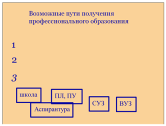 Возможные пути получения
профессионального образования
1
2
3
школа
ПЛ, ПУ
СУЗ
ВУЗ
Аспирантура